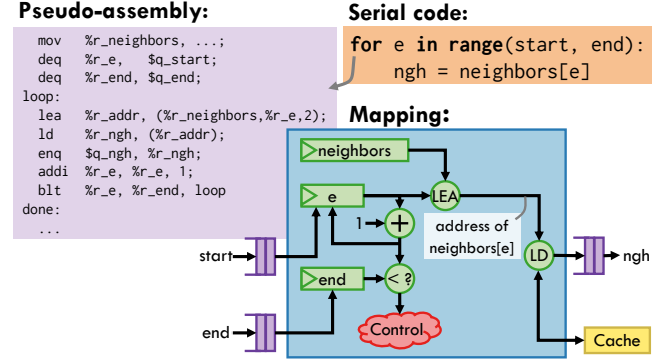 Pseudo-assembly:
mov %r_neighbors, ...;
deq %r_e, $q_start;
deq %r_end, $q_end;
loop:
lea %r_addr, (%r_neighbors,%r_e,2);
ld %r_ngh, (%r_addr);
enq $q_ngh, %r_ngh;
addi %r_e, %r_e, 1;
blt %r_e, %r_end, loop
done:
...
Serial code:
for e in range(start, end):
ngh = neighbors[e]
Mapping:
neighbors
e
LEA
1
+
address of
neighbors[e]
start
LD
ngh
end
< ?
end
Control
Cache